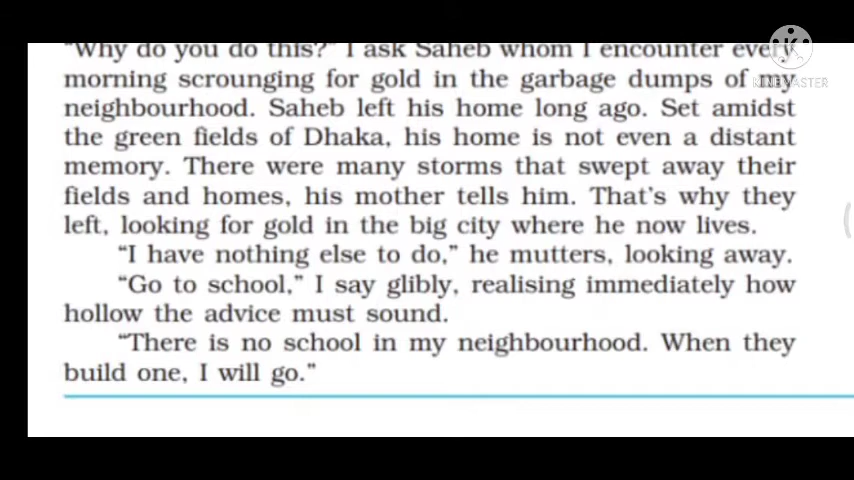 "Why do you do this?" I ask Saheb whom I encounter every
morning scrounging for gold in the garbage dumps of my
neighbourhood. Saheb left his home long ago. Set amidst
the green fields of Dhaka, his home is not even a distant
memory. There were many storms that swept away their
fields and homes, his mother tells him. That's why they
left, looking for gold in the big city where he now lives.
"I have nothing else to do," he mutters, looking away.
"Go to school," I say glibly, realising immediately how
hollow the advice must sound.
"There is no school in my neighbourhood. When they
build one, I will go."
KINEMASTER